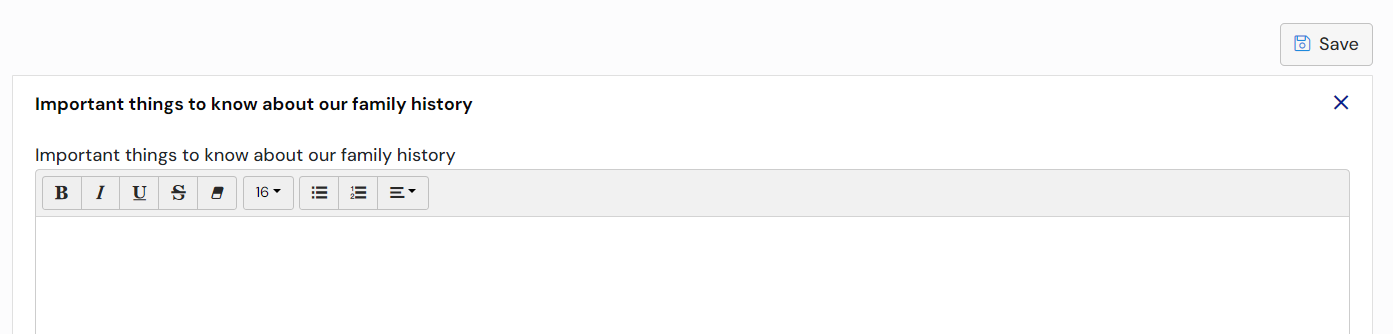 Save
Important things to know about our family history
Important things to know about our family history
B I U S 16